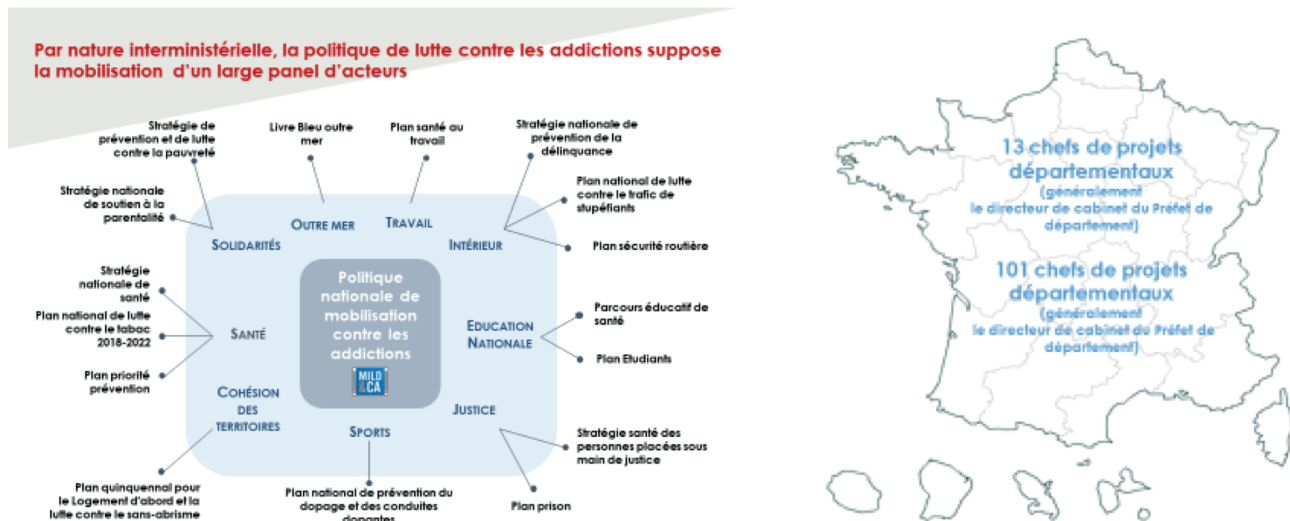 Par nature interministérielle, la politique de lutte contre les addictions suppose
la mobilisation d'un large panel d'acteurs
Stratégie de
prévention et de lutte
contre la pauvreté
Livre Bleu outre
mer
Plan santé au
travail
Stratégie nationale
de prévention de la
délinquance
Stratégie nationale
de soutien à la
parentalité
Plan national de lutte
contre le trafic de
stupéfiants
Plan sécurité routière
SOLIDARITÉS
OUTRE MER
TRAVAIL
INTÉRIEUR
Stratégie
nationale de
santé
Plan national de lutte
contre le tabac
2018-2022
Plan priorité
prévention
SANTÉ
Politique
nationale de
mobilisation
contre les
addictions
MILD
&CA
EDUCATION
NATIONALE
Parcours éducatif de
santé
Plan Etudiants
COHÉSION
DES
TERRITOIRES
SPORTS
JUSTICE
Stratégie santé des
personnes placées sous
main de justice
Plan quinquennal pour
le Logement d'abord et la
lutte contre le sans-abrisme
Plan national de prévention du
dopage et des conduites
dopantes
Plan prison
13 chefs de projets
départementaux
(généralement
le directeur de cabinet du Préfet de
département)
101 chefs de projets
départementaux
(généralement
le directeur de cabinet du Préfet de
département)